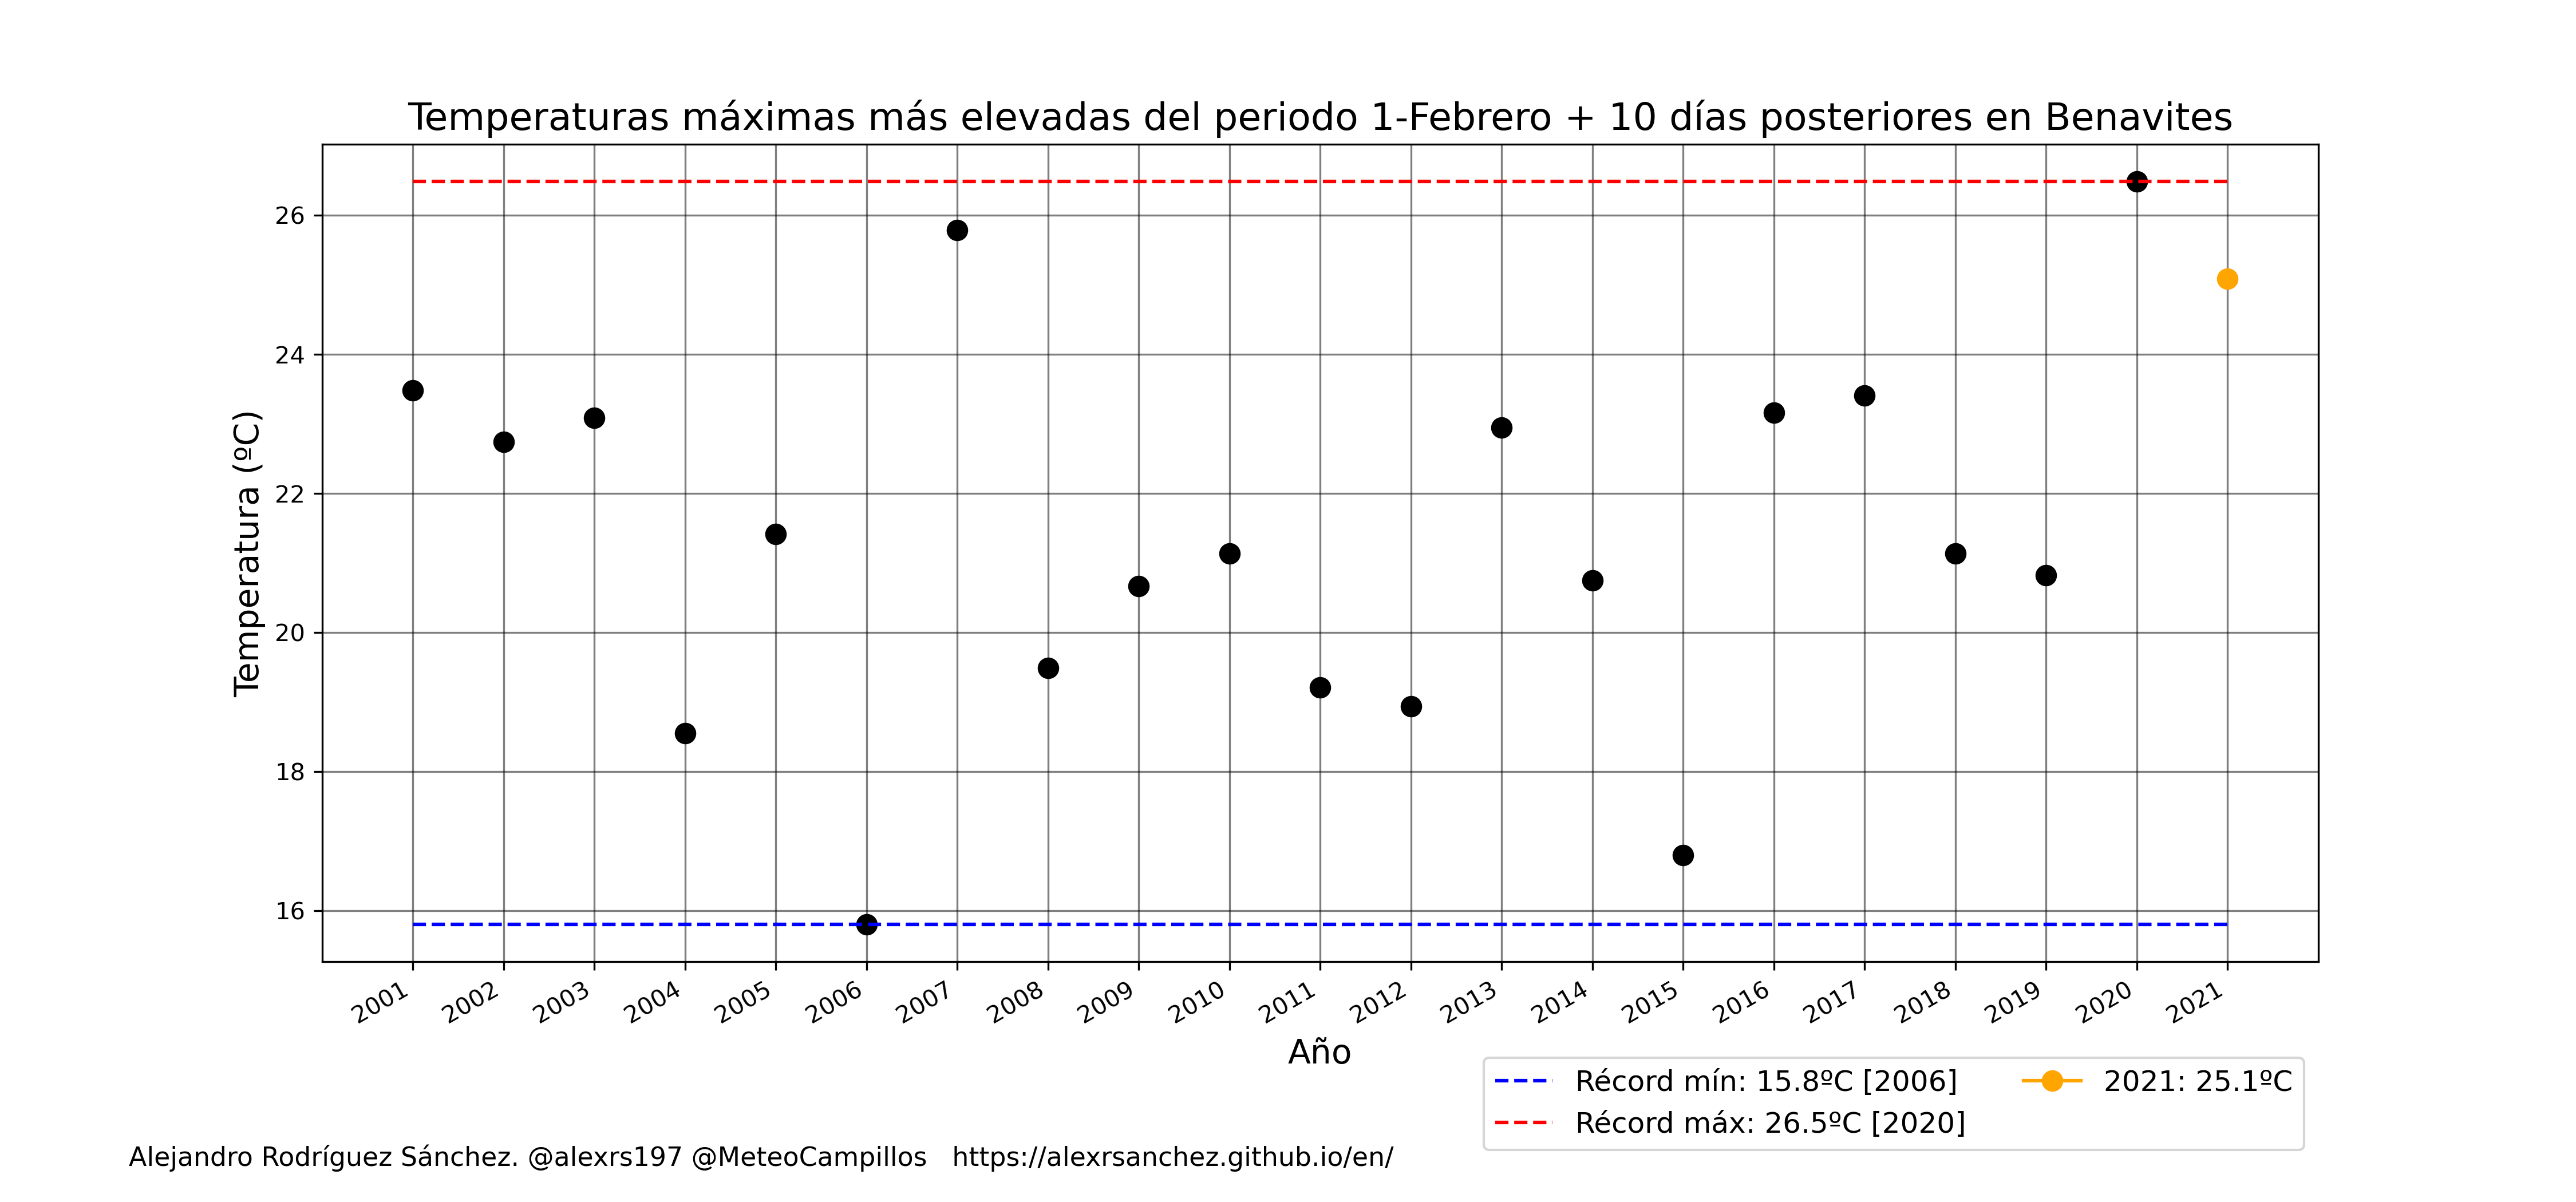 Temperaturas máximas más elevadas del periodo 1-Febrero + 10 días posteriores en Benavites
Temperatura (ºC)
26
24
22
20
18
16
2001 2002 2003 2004 2005 2006 2007 2008 2009 2010 2011 2012 2013 2014 2015 2016 2017 2018 2019 2020 2021
Año
Récord mín: 15.8ºC [2006]
Récord máx: 26.5ºC [2020]
2021: 25.1ºC
Alejandro Rodríguez Sánchez. @alexrs197 @MeteoCampillos https://alexrsanchez.github.io/en/